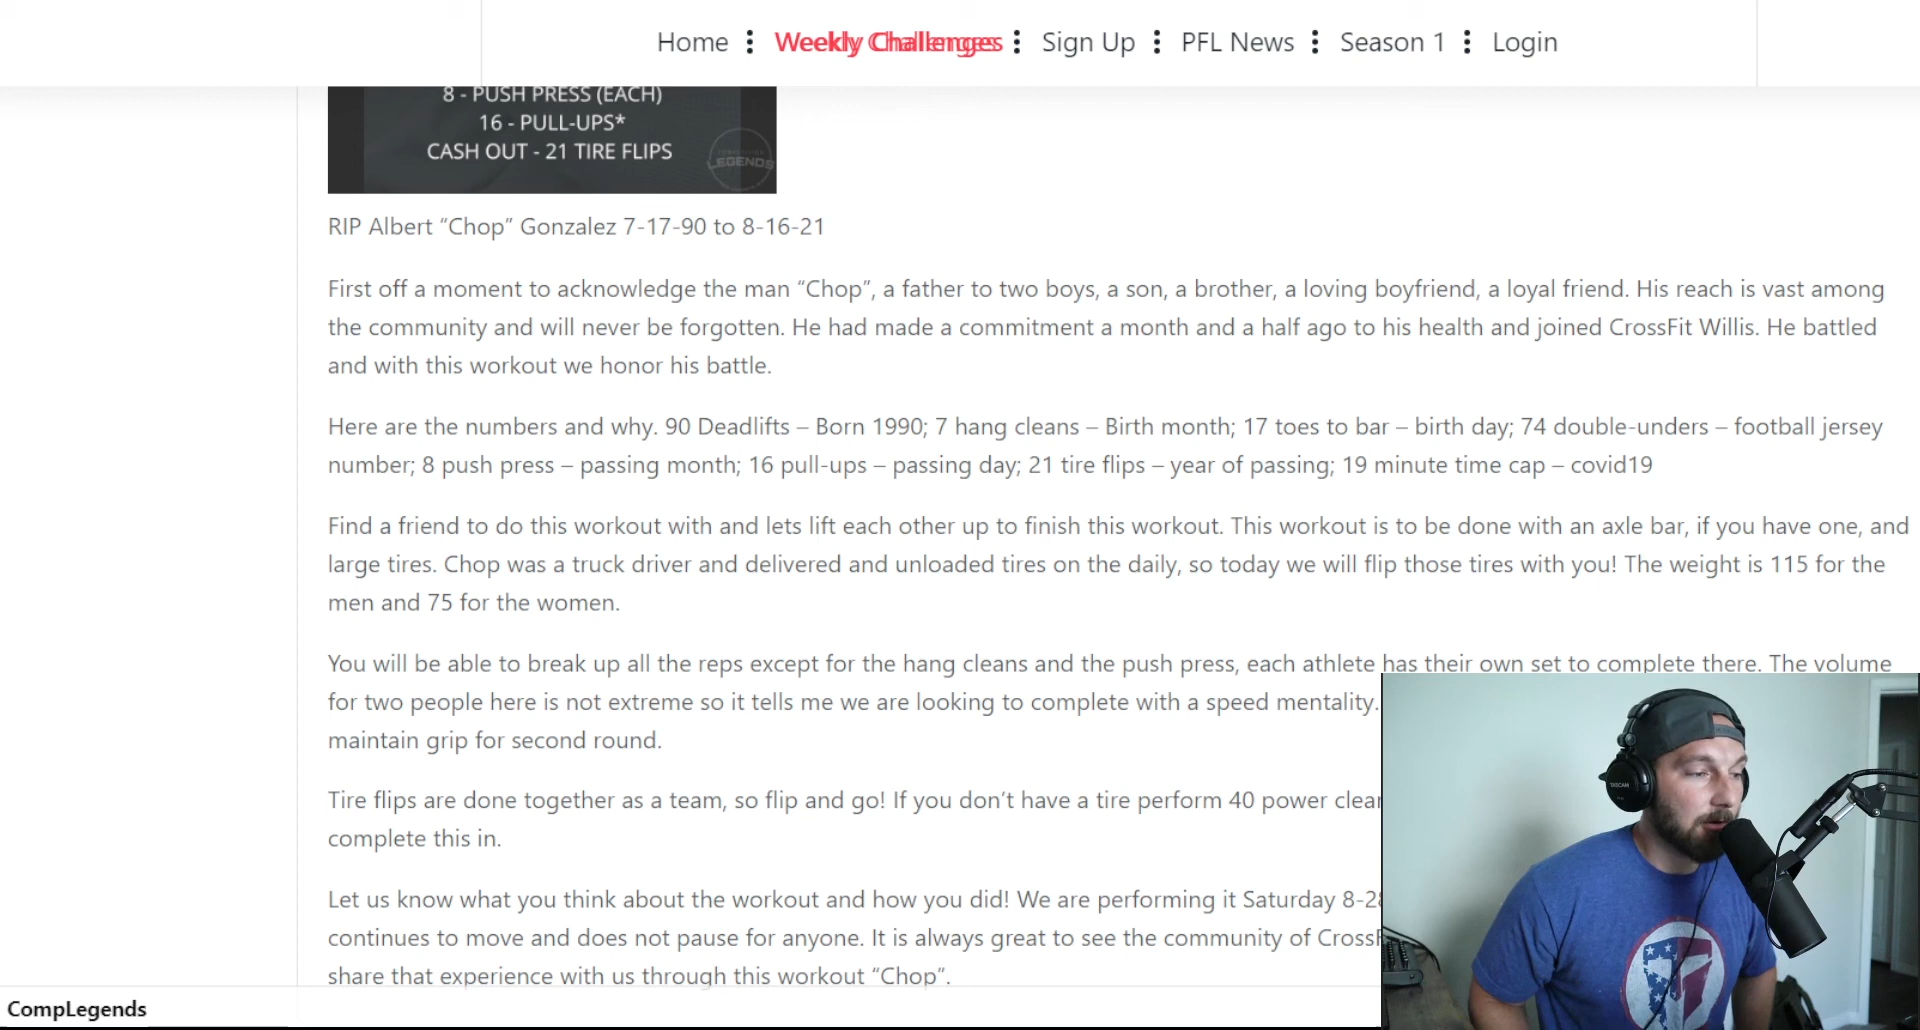 Home ⋮ Weekly Challenges ⋮ Sign Up ⋮ PFL News ⋮ Season 1 ⋮ Login
8 - PUSH PRESS (EACH)
16 - PULL-UPS*
CASH OUT - 21 TIRE FLIPS
LEGENDS
RIP Albert “Chop” Gonzalez 7-17-90 to 8-16-21
First off a moment to acknowledge the man “Chop”, a father to two boys, a son, a brother, a loving boyfriend, a loyal friend. His reach is vast among
the community and will never be forgotten. He had made a commitment a month and a half ago to his health and joined CrossFit Willis. He battled
and with this workout we honor his battle.
Here are the numbers and why. 90 Deadlifts – Born 1990; 7 hang cleans – Birth month; 17 toes to bar – birth day; 74 double-unders – football jersey
number; 8 push press – passing month; 16 pull-ups – passing day; 21 tire flips – year of passing; 19 minute time cap – covid19
Find a friend to do this workout with and lets lift each other up to finish this workout. This workout is to be done with an axle bar, if you have one, and
large tires. Chop was a truck driver and delivered and unloaded tires on the daily, so today we will flip those tires with you! The weight is 115 for the
men and 75 for the women.
You will be able to break up all the reps except for the hang cleans and the push press, each athlete has their own set to complete there. The volume
for two people here is not extreme so it tells me we are looking to complete with a speed mentality.
maintain grip for second round.
Tire flips are done together as a team, so flip and go! If you don’t have a tire perform 40 power
complete this in.
Let us know what you think about the workout and how you did! We are performing it Saturday
continues to move and does not pause for anyone. It is always great to see the community of
share that experience with us through this workout “Chop”.
CompLegends
TASCAM